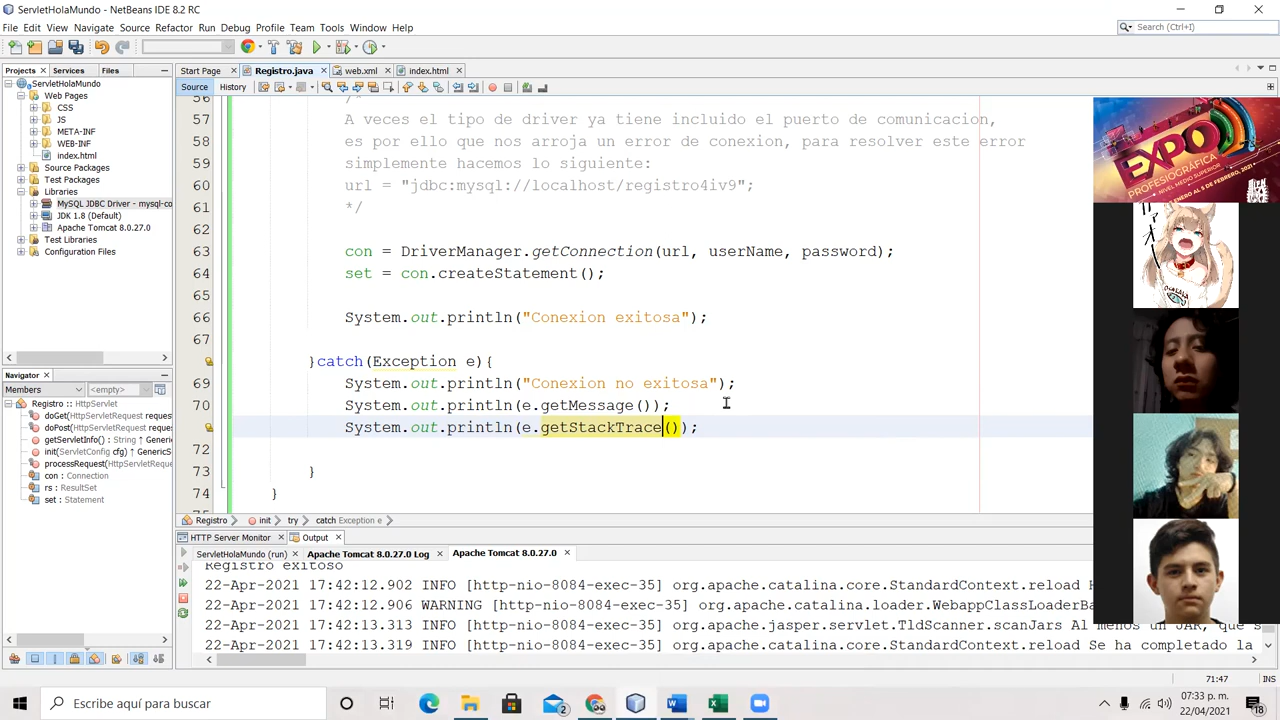 ServletHolaMundo - NetBeans IDE 8.2 RC
File Edit View Navigate Source Refactor Run Debug Profile Team Tools Window Help
Search (Ctrl+I)
Projects Services Files
Start Page Registro.java web.xml index.html
Source History
ServletHolaMundo
Web Pages
CSS
JS
META-INF
WEB-INF
index.html
Source Packages
Test Packages
Libraries
MySQL JDBC Driver - mysql-co
JDK 1.8 (Default)
Apache Tomcat 8.0.27.0
Test Libraries
Configuration Files
56 /*
57 A veces el tipo de driver ya tiene incluido el puerto de comunicacion,
58 es por ello que nos arroja un error de conexion, para resolver este error
59 simplemente hacemos lo siguiente:
60 url = "jdbc:mysql://localhost/registro4iv9";
61 */
62
63 con = DriverManager.getConnection(url, userName, password);
64 set = con.createStatement();
65
66 System.out.println("Conexion exitosa");
67
}catch(Exception e){
69 System.out.println("Conexion no exitosa");
70 System.out.println(e.getMessage());
System.out.println(e.getStackTrace());
72
73 }
74 }
Navigator
Members <empty>
Registro :: HttpServlet
doGet(HttpServletRequest reques
doPost(HttpServletRequest reque
getServletInfo() : String ↑ Generic
init(ServletConfig cfg) ↑ GenericS
processRequest(HttpServletReque
con : Connection
rs : ResultSet
set : Statement
Registro init try catch Exception e
HTTP Server Monitor Output
ServletHolaMundo (run) Apache Tomcat 8.0.27.0 Log Apache Tomcat 8.0.27.0
Registro exitoso
22-Apr-2021 17:42:12.902 INFO [http-nio-8084-exec-35] org.apache.catalina.core.StandardContext.reload
22-Apr-2021 17:42:12.906 WARNING [http-nio-8084-exec-35] org.apache.catalina.loader.WebappClassLoaderBa
22-Apr-2021 17:42:13.313 INFO [http-nio-8084-exec-35] org.apache.jasper.servlet.TldScanner.scanJars Al menos un JAR, que s
22-Apr-2021 17:42:13.319 INFO [http-nio-8084-exec-35] org.apache.catalina.core.StandardContext.reload Se ha completado la
71:47 INS
EXPO
PROFESIOGRÁFICA
NIVEL MEDIO SUPERIOR
Escribe aquí para buscar
2
07:33 p. m.
22/04/2021
18